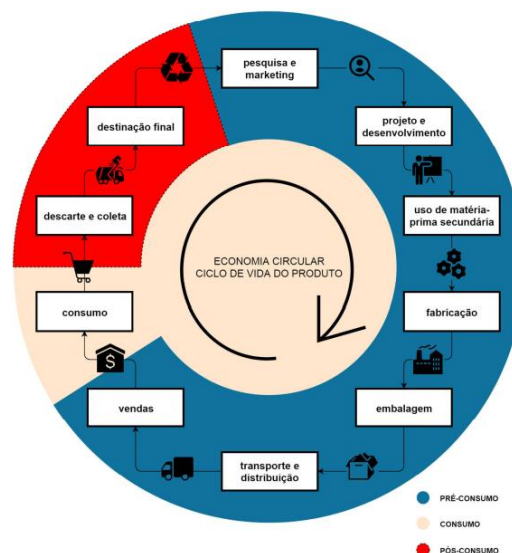 pesquisa e
marketing
projeto e
desenvolvimento
uso de matéria-
prima secundária
fabricação
embalagem
transporte e
distribuição
vendas
consumo
descarte e coleta
destinação final
ECONOMIA CIRCULAR
CICLO DE VIDA DO PRODUTO
$
PRÉ-CONSUMO
CONSUMO
PÓS-CONSUMO